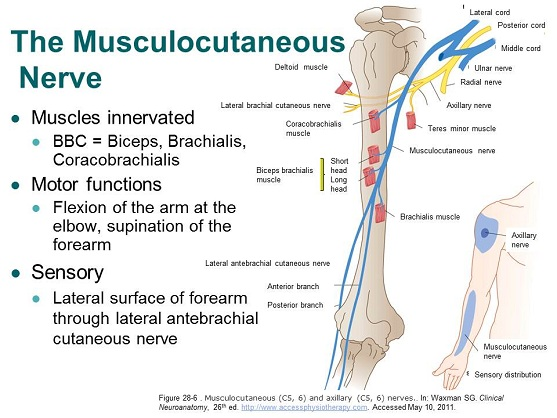 The Musculocutaneous
Nerve
Muscles innervated
BBC = Biceps, Brachialis,
Coracobrachialis
Motor functions
Flexion of the arm at the
elbow, supination of the
forearm
Sensory
Lateral surface of forearm
through lateral antebrachial
cutaneous nerve
Lateral cord
Posterior cord
Middle cord
Ulnar nerve
Radial nerve
Deltoid muscle
Axillary nerve
Lateral brachial cutaneous nerve
Coracobrachialis
muscle
Teres minor muscle
Musculocutaneous nerve
Biceps brachialis
muscle
Short
head
Long
head
Brachialis muscle
Axillary
nerve
Lateral antebrachial cutaneous nerve
Anterior branch
Posterior branch
Musculocutaneous
nerve
Sensory distribution
Figure 28-6 . Musculocutaneous (C5, 6) and axillary (C5, 6) nerves.. In: Waxman SG. Clinical
Neuroanatomy, 26th ed. http://www.accessphysiotherapy.com. Accessed May 10, 2011.